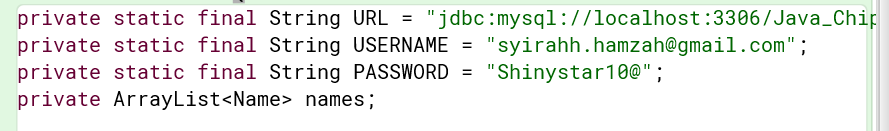 private static final String URL = "jdbc:mysql://localhost:3306/Java_Chip
private static final String USERNAME = "syirahh.hamzah@gmail.com";
private static final String PASSWORD = "Shinystar10@";
private ArrayList<Name> names;